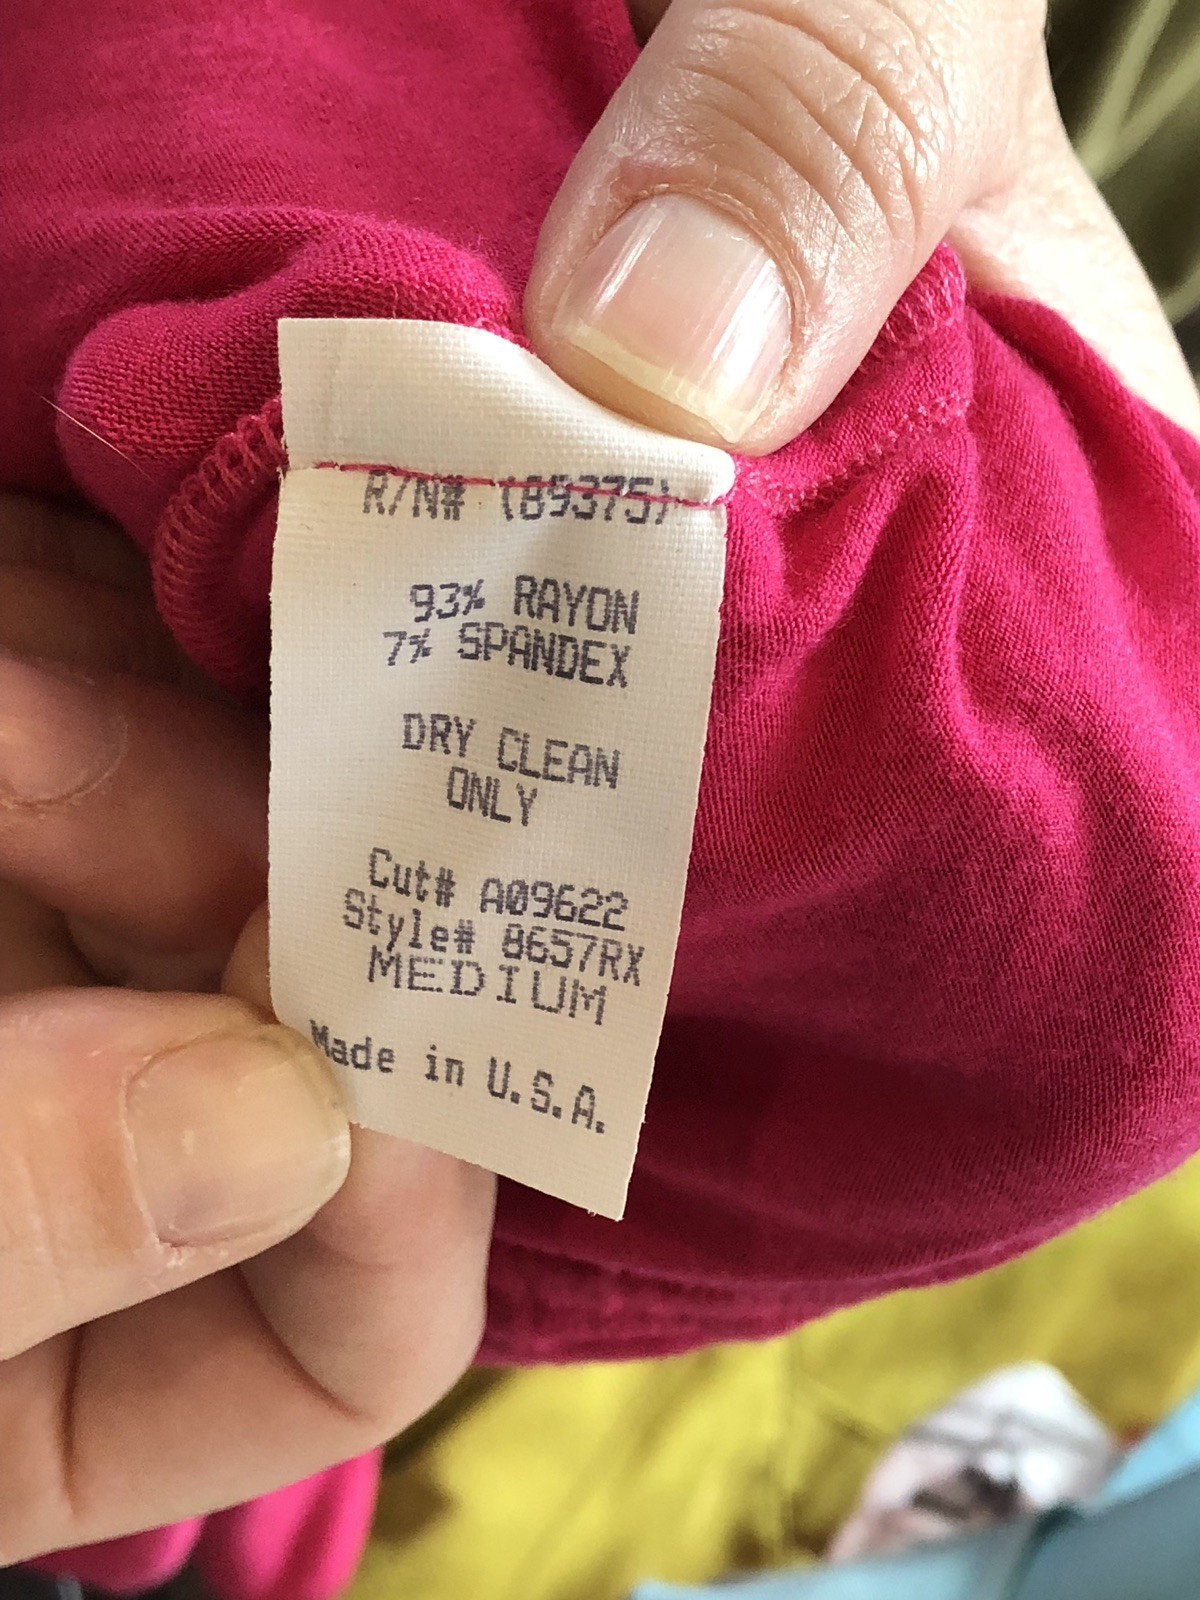 R/N# (89375)
93% RAYON
7% SPANDEX
DRY CLEAN
ONLY
Cut# A09622
Style# 8657RX
MEDIUM
Made in U.S.A.